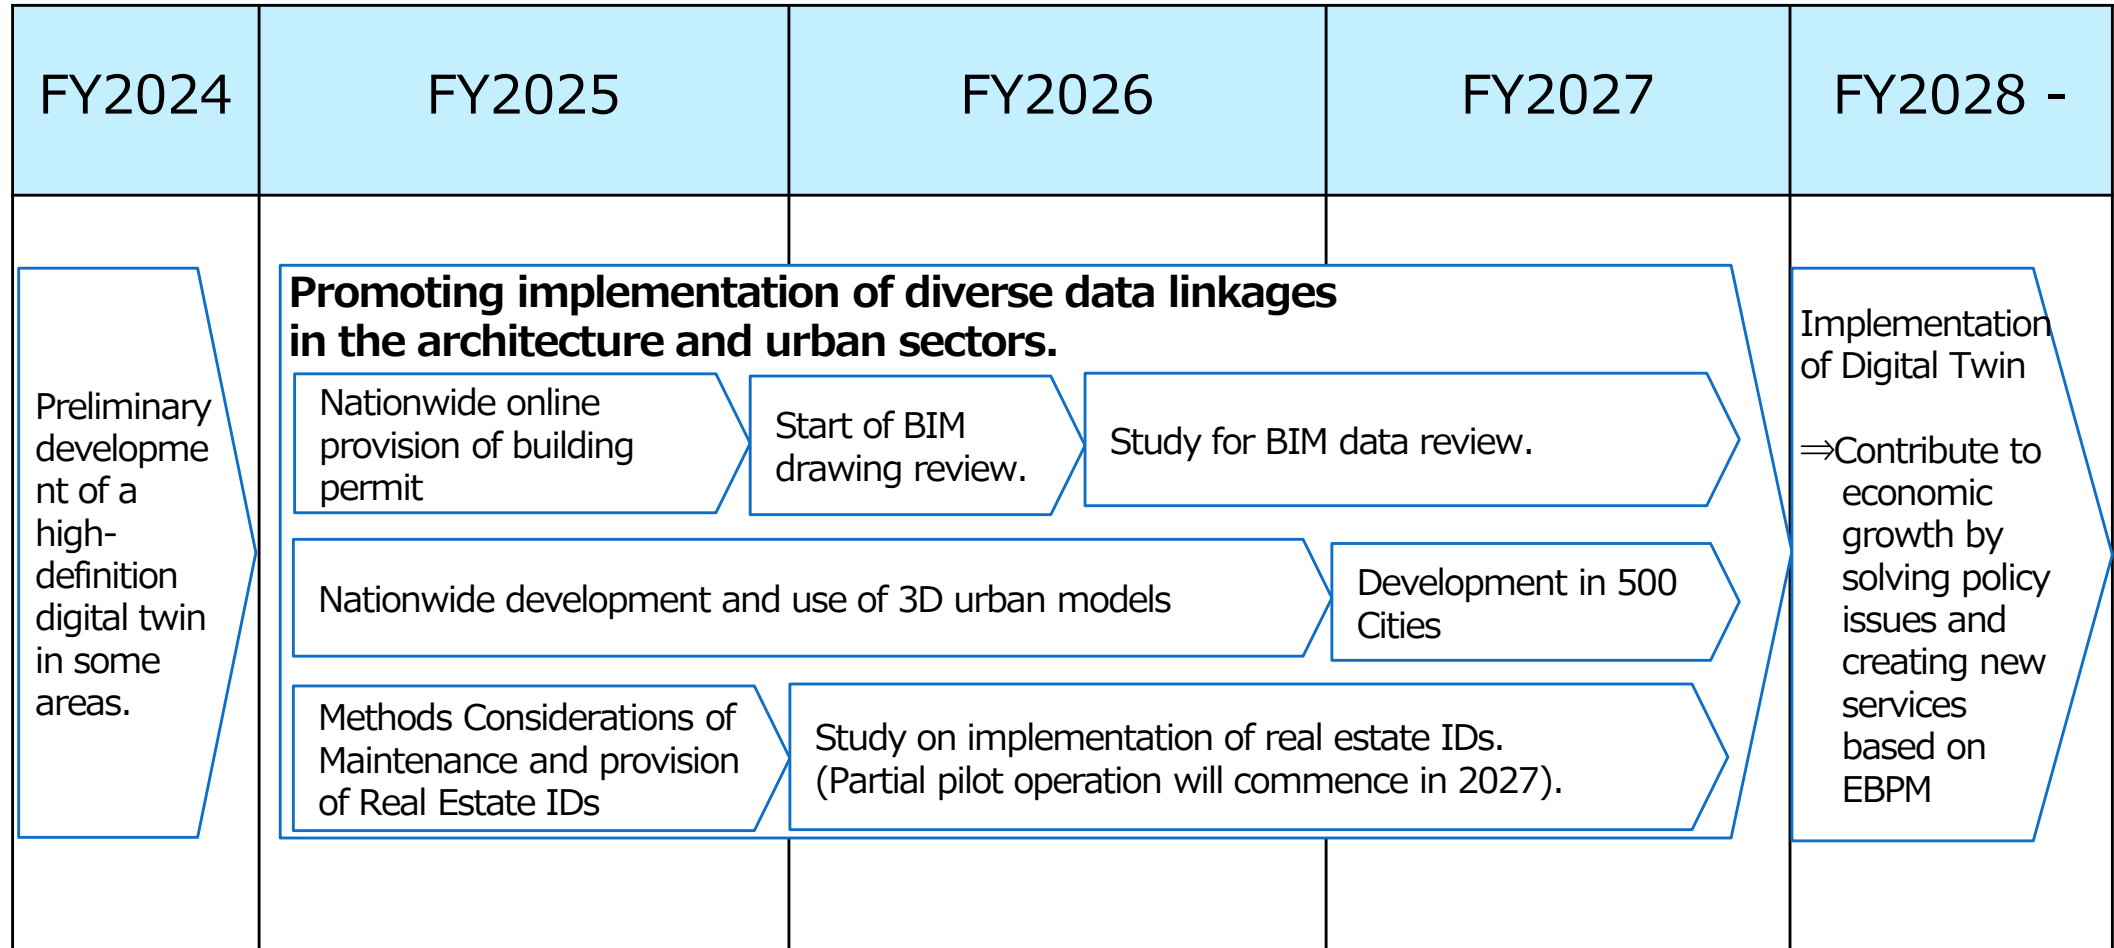 FY2024
FY2025
FY2026
FY2027
FY2028 -
Preliminary
developme
nt of a
high-
definition
digital twin
in some
areas.
Promoting implementation of diverse data linkages
in the architecture and urban sectors.
Nationwide online
provision of building
permit
Start of BIM
drawing review.
Study for BIM data review.
Nationwide development and use of 3D urban models
Development in 500
Cities
Methods Considerations of
Maintenance and provision
of Real Estate IDs
Study on implementation of real estate IDs.
(Partial pilot operation will commence in 2027).
Implementation
of Digital Twin
⇒Contribute to
economic
growth by
solving policy
issues and
creating new
services
based on
EBPM